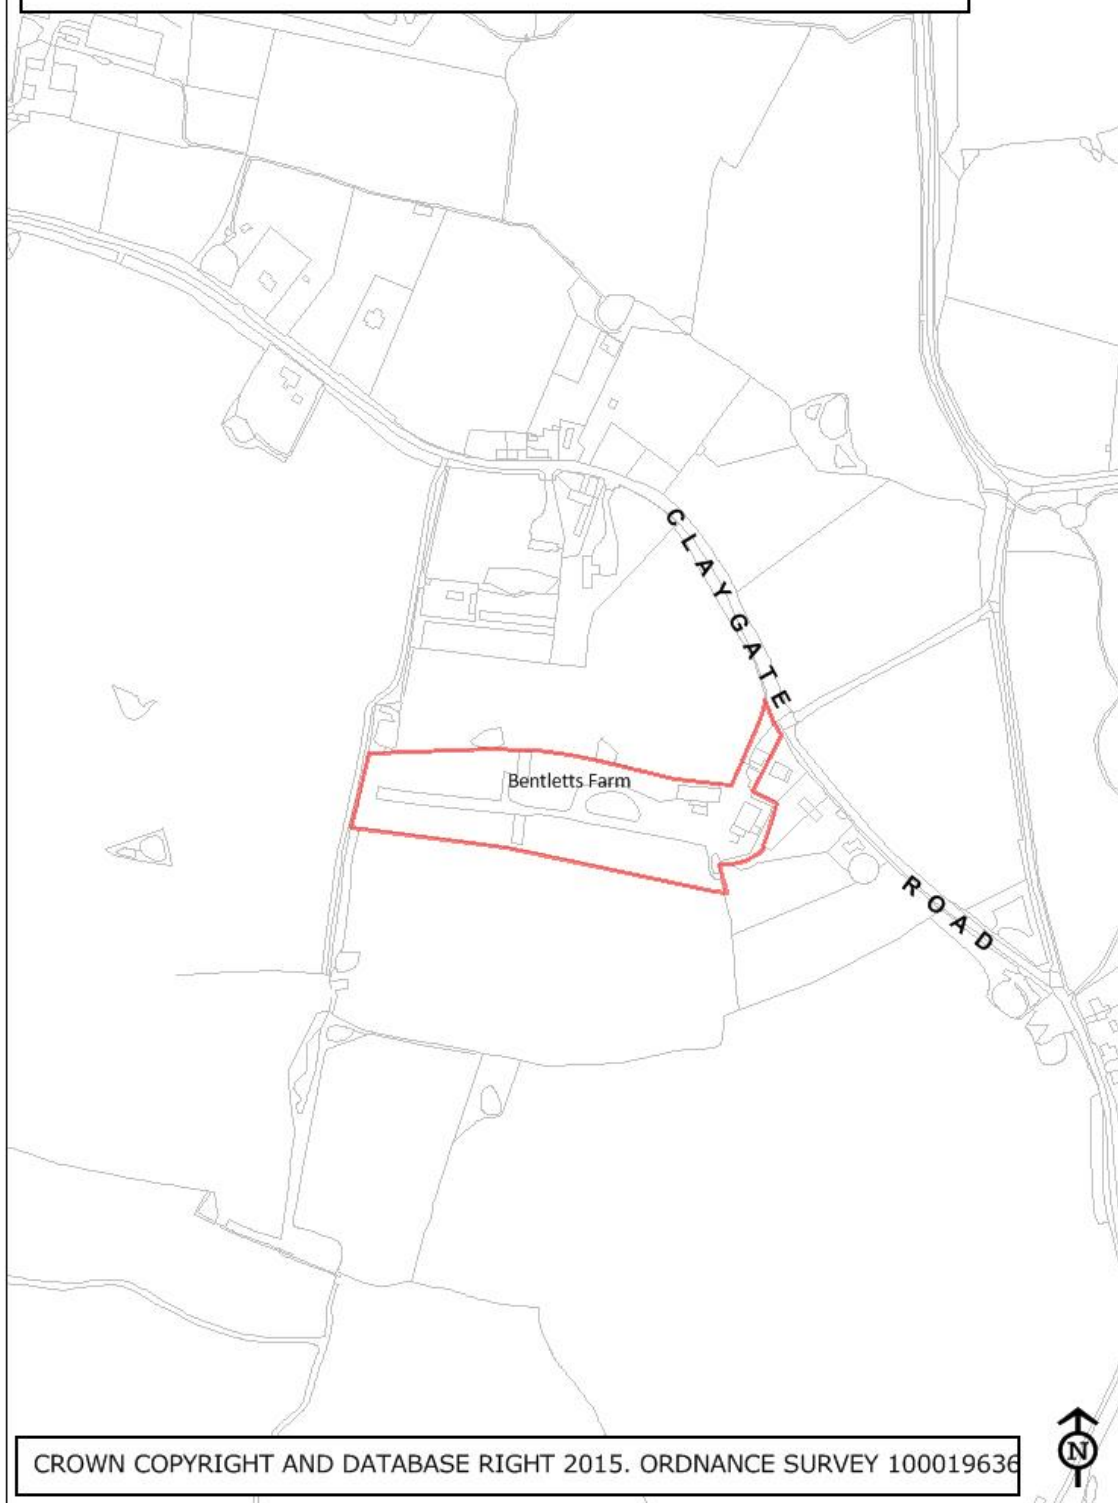 CLAYGATE
Bentletts Farm
ROAD
CROWN COPYRIGHT AND DATABASE RIGHT 2015. ORDNANCE SURVEY 100019636
N